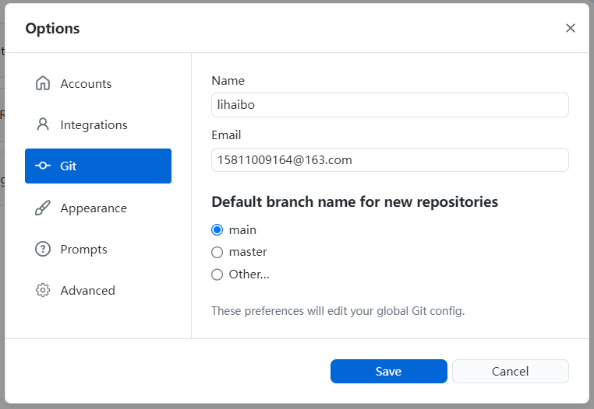 Options
Accounts
Integrations
Git
Appearance
Prompts
Advanced
Name
lihaibo
Email
15811009164@163.com
Default branch name for new repositories
main
master
Other...
These preferences will edit your global Git config.
Save
Cancel